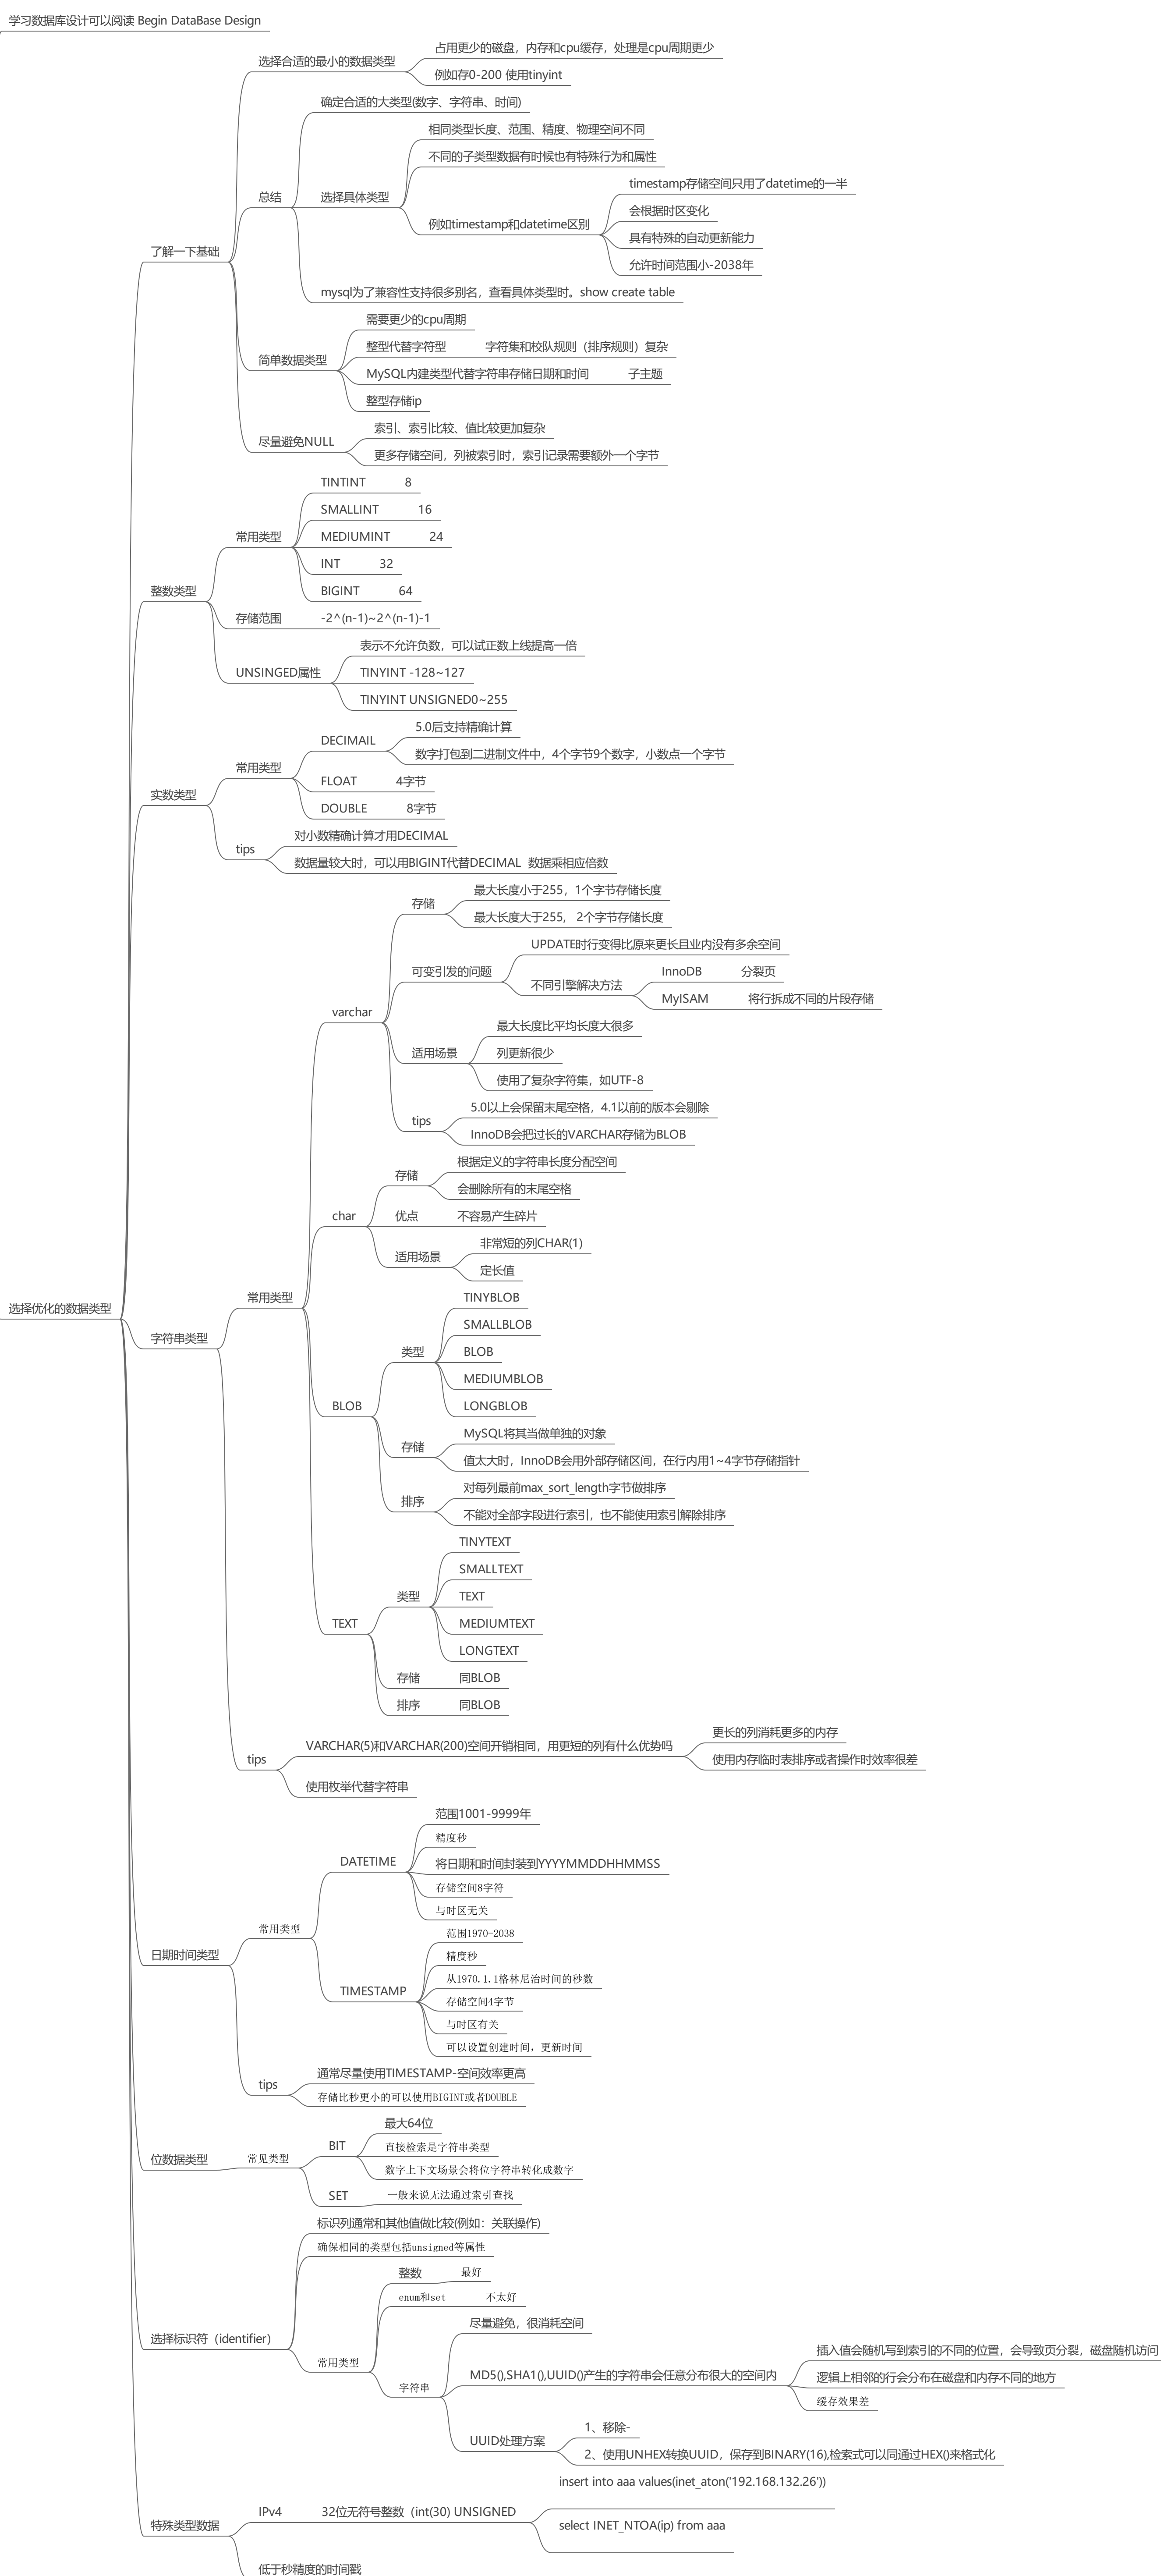 学习数据库设计可以阅读 Begin DataBase Design
选择优化的数据类型
了解一下基础
选择合适的最小的数据类型
占用更少的磁盘，内存和cpu缓存，处理是cpu周期更少
例如存0-200 使用tinyint
总结
确定合适的大类型(数字、字符串、时间)
选择具体类型
相同类型长度、范围、精度、物理空间不同
不同的子类型数据有时候也有特殊行为和属性
例如timestamp和datetime区别
timestamp存储空间只用了datetime的一半
会根据时区变化
具有特殊的自动更新能力
允许时间范围小-2038年
mysql为了兼容性支持很多别名，查看具体类型时。show create table
简单数据类型
需要更少的cpu周期
整型代替字符型 字符集和校队规则（排序规则）复杂
MySQL内建类型代替字符串存储日期和时间 子主题
整型存储ip
尽量避免NULL
索引、索引比较、值比较更加复杂
更多存储空间，列被索引时，索引记录需要额外一个字节
整数类型
常用类型
TINTINT 8
SMALLINT 16
MEDIUMINT 24
INT 32
BIGINT 64
存储范围 -2^(n-1)~2^(n-1)-1
UNSINGED属性
表示不允许负数，可以试正数上线提高一倍
TINYINT -128~127
TINYINT UNSIGNED0~255
实数类型
常用类型
DECIMAIL
5.0后支持精确计算
数字打包到二进制文件中，4个字节9个数字，小数点一个字节
FLOAT 4字节
DOUBLE 8字节
tips
对小数精确计算才用DECIMAL
数据量较大时，可以用BIGINT代替DECIMAL 数据乘相应倍数
字符串类型
常用类型
varchar
存储
最大长度小于255，1个字节存储长度
最大长度大于255， 2个字节存储长度
可变引发的问题
UPDATE时行变得比原来更长且业内没有多余空间
不同引擎解决方法
InnoDB 分裂页
MyISAM 将行拆成不同的片段存储
适用场景
最大长度比平均长度大很多
列更新很少
使用了复杂字符集，如UTF-8
tips
5.0以上会保留末尾空格，4.1以前的版本会剔除
InnoDB会把过长的VARCHAR存储为BLOB
char
存储
根据定义的字符串长度分配空间
会删除所有的末尾空格
优点 不容易产生碎片
适用场景
非常短的列CHAR(1)
定长值
BLOB
类型
TINYBLOB
SMALLBLOB
BLOB
MEDIUMBLOB
LONGBLOB
存储
MySQL将其当做单独的对象
值太大时，InnoDB会用外部存储区间，在行内用1~4字节存储指针
排序
对每列最前max_sort_length字节做排序
不能对全部字段进行索引，也不能使用索引解除排序
TEXT
类型
TINYTEXT
SMALLTEXT
TEXT
MEDIUMTEXT
LONGTEXT
存储 同BLOB
排序 同BLOB
tips
VARCHAR(5)和VARCHAR(200)空间开销相同，用更短的列有什么优势吗
更长的列消耗更多的内存
使用内存临时表排序或者操作时效率很差
使用枚举代替字符串
日期时间类型
常用类型
DATETIME
范围1001-9999年
精度秒
将日期和时间封装到YYYYMMDDHHMMSS
存储空间8字符
与时区无关
TIMESTAMP
范围1970-2038
精度秒
从1970.1.1格林尼治时间的秒数
存储空间4字节
与时区有关
可以设置创建时间，更新时间
tips
通常尽量使用TIMESTAMP-空间效率更高
存储比秒更小的可以使用BIGINT或者DOUBLE
位数据类型
常见类型
BIT
最大64位
直接检索是字符串类型
数字上下文场景会将位字符串转化成数字
SET 一般来说无法通过索引查找
选择标识符（identifier）
标识列通常和其他值做比较(例如：关联操作)
确保相同的类型包括unsigned等属性
常用类型
整数 最好
enum和set 不太好
字符串
尽量避免，很消耗空间
MD5(),SHA1(),UUID()产生的字符串会任意分布很大的空间内
插入值会随机写到索引的不同的位置，会导致页分裂，磁盘随机访问
逻辑上相邻的行会分布在磁盘和内存不同的地方
缓存效果差
UUID处理方案
1、移除-
2、使用UNHEX转换UUID，保存到BINARY(16),检索式可以同通过HEX()来格式化
特殊类型数据
IPv4 32位无符号整数（int(30) UNSIGNED
insert into aaa values(inet_aton('192.168.132.26'))
select INET_NTOA(ip) from aaa
低于秒精度的时间戳